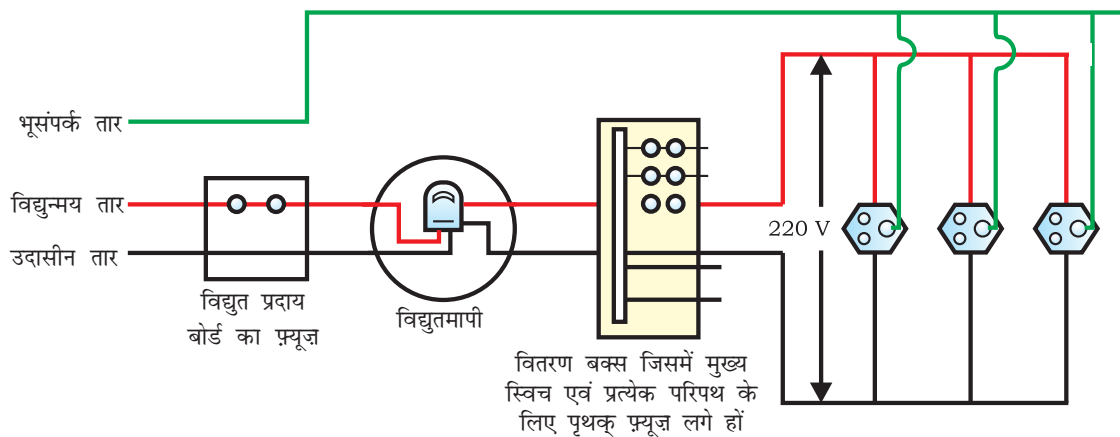 भूसंपर्क तार
विद्युन्मय तार
उदासीन तार
विद्युत प्रदाय
बोर्ड का फ़्यूज़
विद्युतमापी
वितरण बक्स जिसमें मुख्य
स्विच एवं प्रत्येक परिपथ के
लिए पृथक् फ़्यूज़ लगे हों
220 V